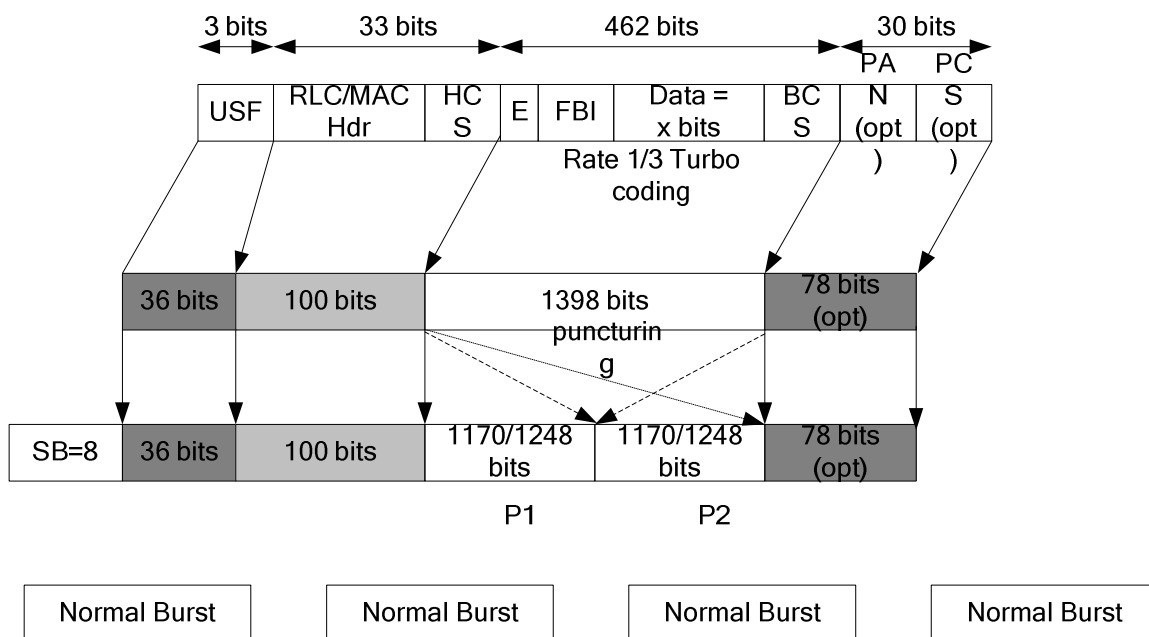 3 bits
33 bits
462 bits
30 bits
USF
RLC/MAC
Hdr
HC
S
E
FBI
Data =
x bits
BC
S
PA
N
(opt
)
PC
S
(opt
)
Rate 1/3 Turbo
coding
36 bits
100 bits
1398 bits
78 bits
(opt)
puncturin
g
SB=8
36 bits
100 bits
1170/1248
bits
1170/1248
bits
78 bits
(opt)
P1
P2
Normal Burst
Normal Burst
Normal Burst
Normal Burst